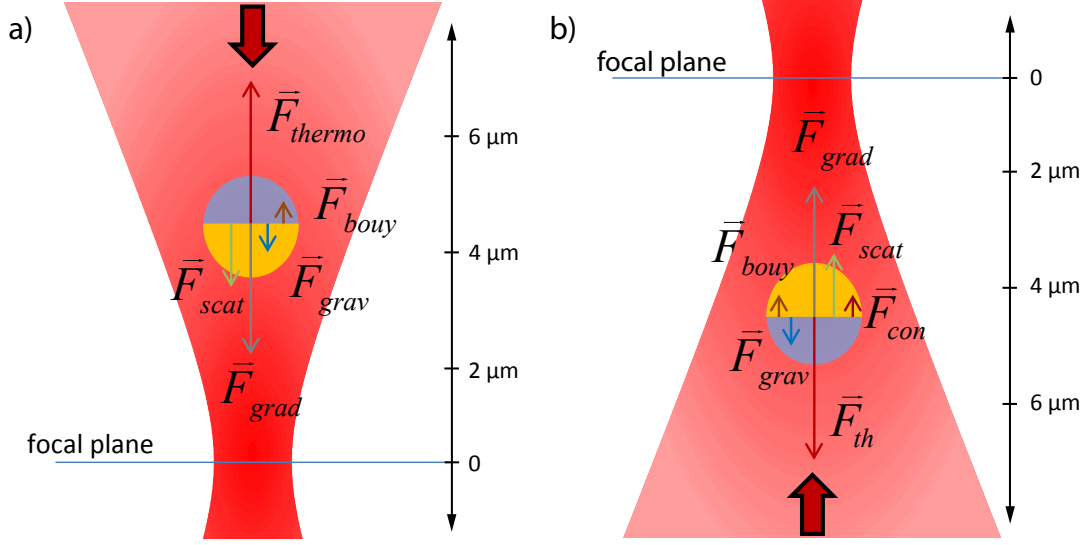 a)
F thermo
6 µm
F bouy
4 µm
F scat
F grav
2 µm
F grad
focal plane
0
b)
focal plane
0
F grad
2 µm
F scat
F bouy
4 µm
F con
F grav
6 µm
F th